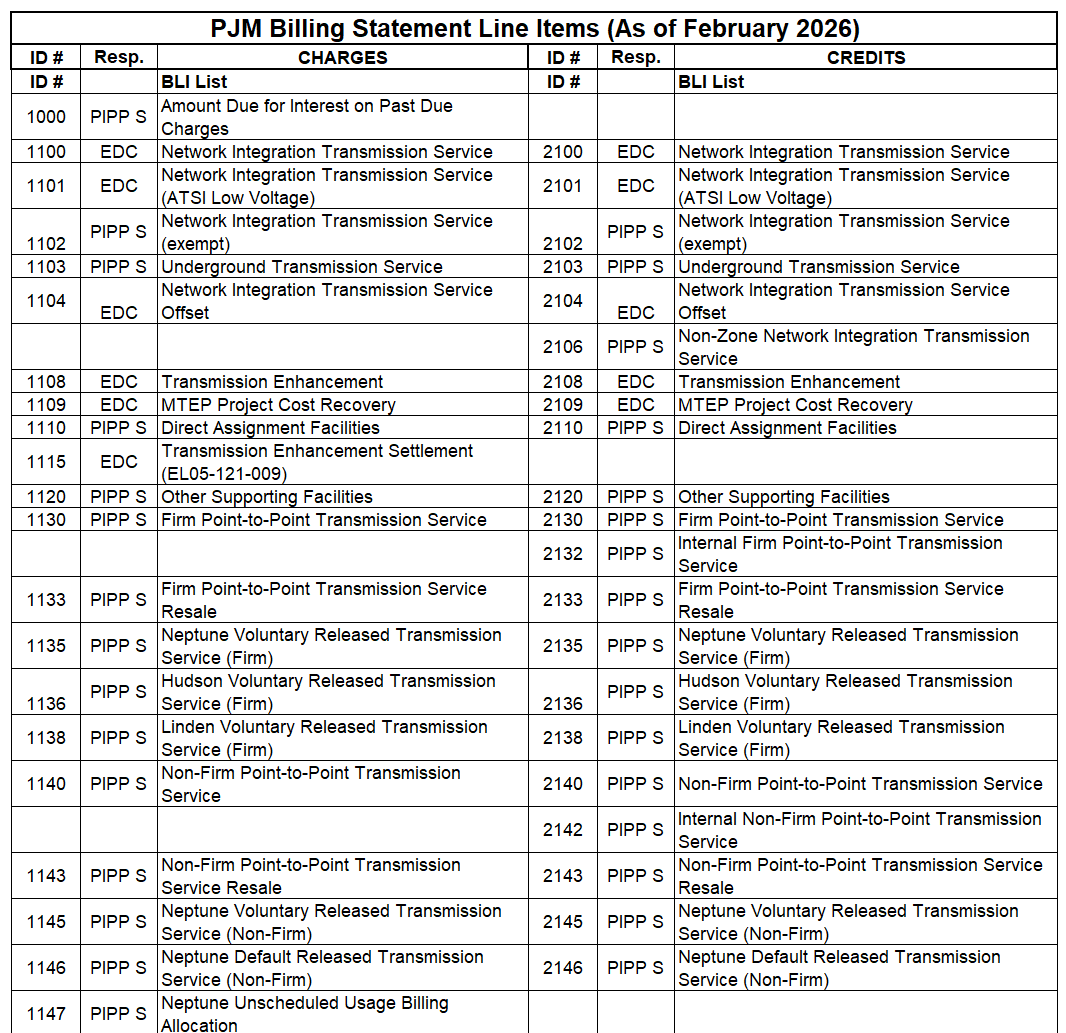 PJM Billing Statement Line Items (As of February 2026)
ID # Resp. CHARGES ID # Resp. CREDITS
ID # BLI List ID # BLI List
1000 PIPP S Amount Due for Interest on Past Due
Charges
1100 EDC Network Integration Transmission Service 2100 EDC Network Integration Transmission Service
1101 EDC Network Integration Transmission Service
(ATSI Low Voltage) 2101 EDC Network Integration Transmission Service
(ATSI Low Voltage)
1102 PIPP S Network Integration Transmission Service
(exempt) 2102 PIPP S Network Integration Transmission Service
(exempt)
1103 PIPP S Underground Transmission Service 2103 PIPP S Underground Transmission Service
1104 EDC Network Integration Transmission Service
Offset 2104 EDC Network Integration Transmission Service
Offset
2106 PIPP S Non-Zone Network Integration Transmission
Service
1108 EDC Transmission Enhancement 2108 EDC Transmission Enhancement
1109 EDC MTEP Project Cost Recovery 2109 EDC MTEP Project Cost Recovery
1110 PIPP S Direct Assignment Facilities 2110 PIPP S Direct Assignment Facilities
1115 EDC Transmission Enhancement Settlement
(EL05-121-009)
1120 PIPP S Other Supporting Facilities 2120 PIPP S Other Supporting Facilities
1130 PIPP S Firm Point-to-Point Transmission Service 2130 PIPP S Firm Point-to-Point Transmission Service
2132 PIPP S Internal Firm Point-to-Point Transmission
Service
1133 PIPP S Firm Point-to-Point Transmission Service
Resale 2133 PIPP S Firm Point-to-Point Transmission Service
Resale
1135 PIPP S Neptune Voluntary Released Transmission
Service (Firm) 2135 PIPP S Neptune Voluntary Released Transmission
Service (Firm)
1136 PIPP S Hudson Voluntary Released Transmission
Service (Firm) 2136 PIPP S Hudson Voluntary Released Transmission
Service (Firm)
1138 PIPP S Linden Voluntary Released Transmission
Service (Firm) 2138 PIPP S Linden Voluntary Released Transmission
Service (Firm)
1140 PIPP S Non-Firm Point-to-Point Transmission
Service 2140 PIPP S Non-Firm Point-to-Point Transmission Service
2142 PIPP S Internal Non-Firm Point-to-Point Transmission
Service
1143 PIPP S Non-Firm Point-to-Point Transmission
Service Resale 2143 PIPP S Non-Firm Point-to-Point Transmission Service
Resale
1145 PIPP S Neptune Voluntary Released Transmission
Service (Non-Firm) 2145 PIPP S Neptune Voluntary Released Transmission
Service (Non-Firm)
1146 PIPP S Neptune Default Released Transmission
Service (Non-Firm) 2146 PIPP S Neptune Default Released Transmission
Service (Non-Firm)
1147 PIPP S Neptune Unscheduled Usage Billing
Allocation